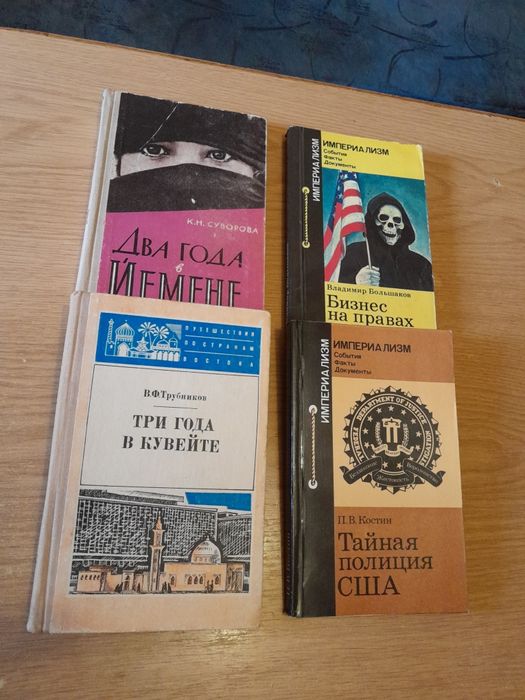 К.Н. СУВОРОВА
ДВА ГОДА
в
ЙЕМЕНЕ
ИМПЕРИАЛИЗМ
ИМПЕРИАЛИЗМ
События
Факты
Документы
Владимир Большаков
Бизнес
на правах
ПУТЕШЕСТВИЯ
ПО СТРАНАМ
ВОСТОКА
В.Ф.Трубников
ТРИ ГОДА
В КУВЕЙТЕ
ИМПЕРИАЛИЗМ
ИМПЕРИАЛИЗМ
События
Факты
Документы
DEPARTMENT OF JUSTICE
Жестокость
П.В.Костин
Тайная
полиция
США